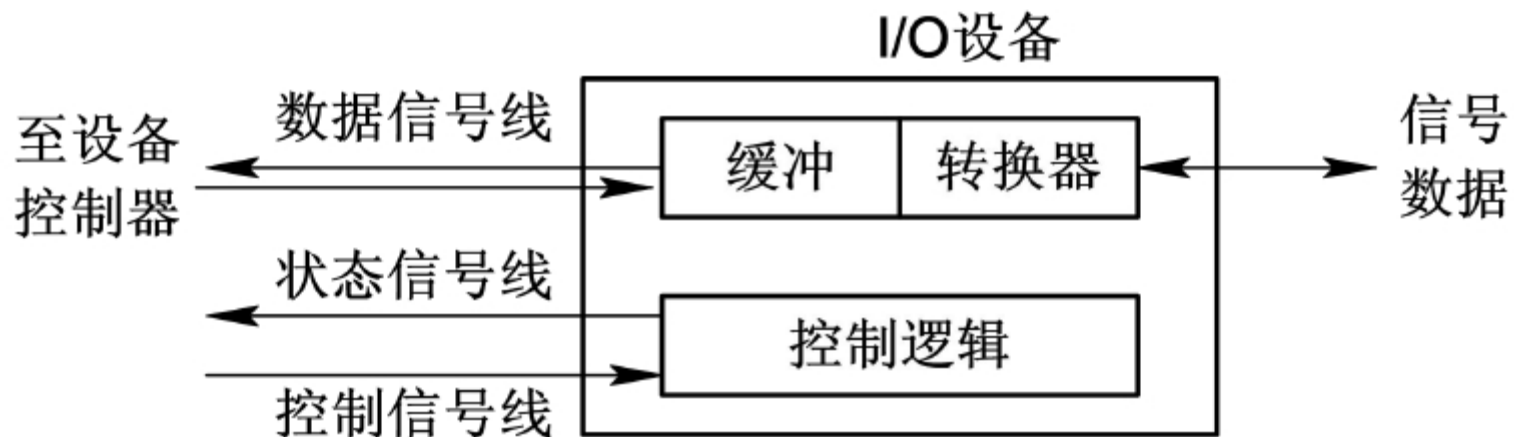 I/O设备
数据信号线
至设备
控制器
缓冲
转换器
信号
数据
状态信号线
控制逻辑
控制信号线